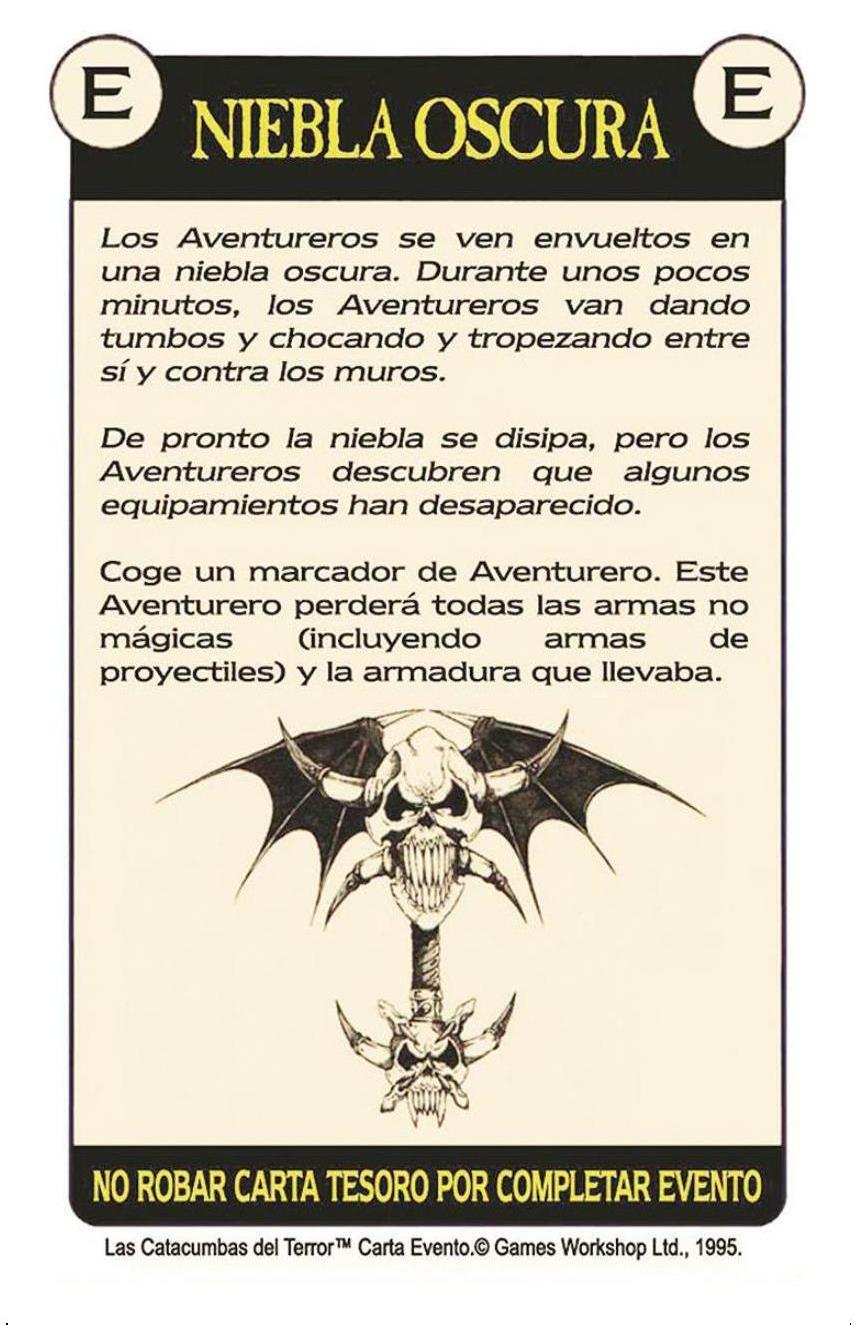 E
E
NIEBLA OSCURA
Los Aventureros se ven envueltos en
una niebla oscura. Durante unos pocos
minutos, los Aventureros van dando
tumbos y chocando y tropezando entre
sí y contra los muros.
De pronto la niebla se disipa, pero los
Aventureros descubren que algunos
equipamientos han desaparecido.
Coge un marcador de Aventurero. Este
Aventurero perderá todas las armas no
mágicas (incluyendo armas de
proyectiles) y la armadura que llevaba.
NO ROBAR CARTA TESORO POR COMPLETAR EVENTO
Las Catacumbas del Terror™ Carta Evento.© Games Workshop Ltd., 1995.